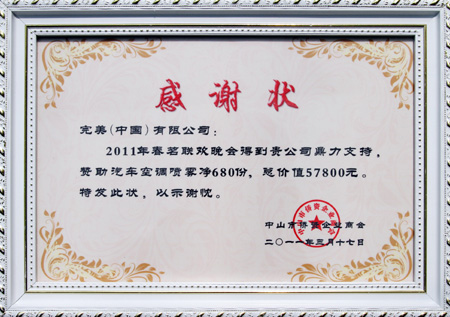 感谢状
完美(中国)有限公司:
2011年春茗联欢晚会得到贵公司鼎力支持,
赞助汽车空调喷雾净680份,总价值57800元。
特发此状,以示谢忱。
中山市侨资企业商会
二〇一一年三月十七日